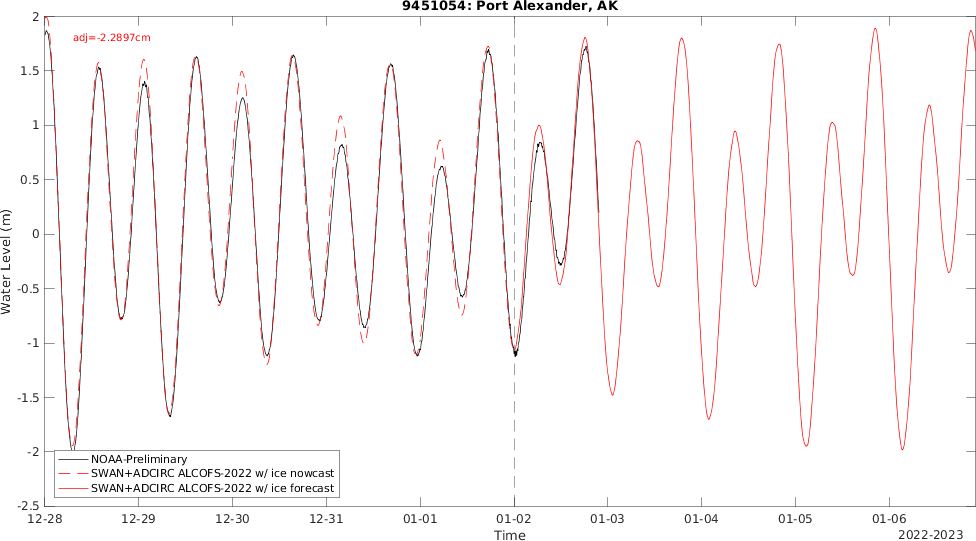 9451054: Port Alexander, AK
adj=-2.2897cm
2
1.5
1
0.5
0
-0.5
-1
-1.5
-2
-2.5
Water Level (m)
NOAA-Preliminary
SWAN+ADCIRC ALCOFS-2022 w/ ice nowcast
SWAN+ADCIRC ALCOFS-2022 w/ ice forecast
12-28 12-29 12-30 12-31 01-01 01-02 01-03 01-04 01-05 01-06
Time
2022-2023